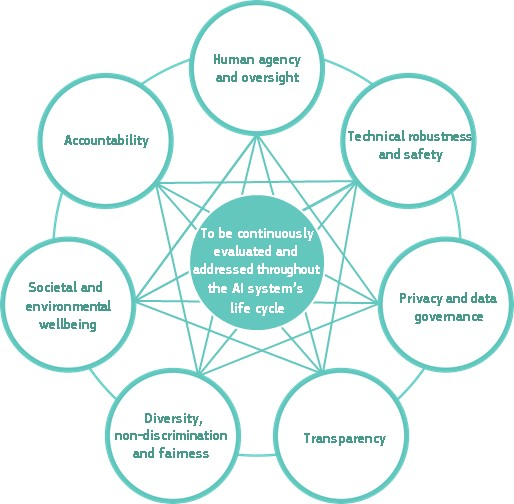 Human agency
and oversight
Technical robustness
and safety
Privacy and data
governance
Transparency
Diversity,
non-discrimination
and fairness
Societal and
environmental
wellbeing
Accountability
To be continuously
evaluated and
addressed throughout
the AI system's
life cycle